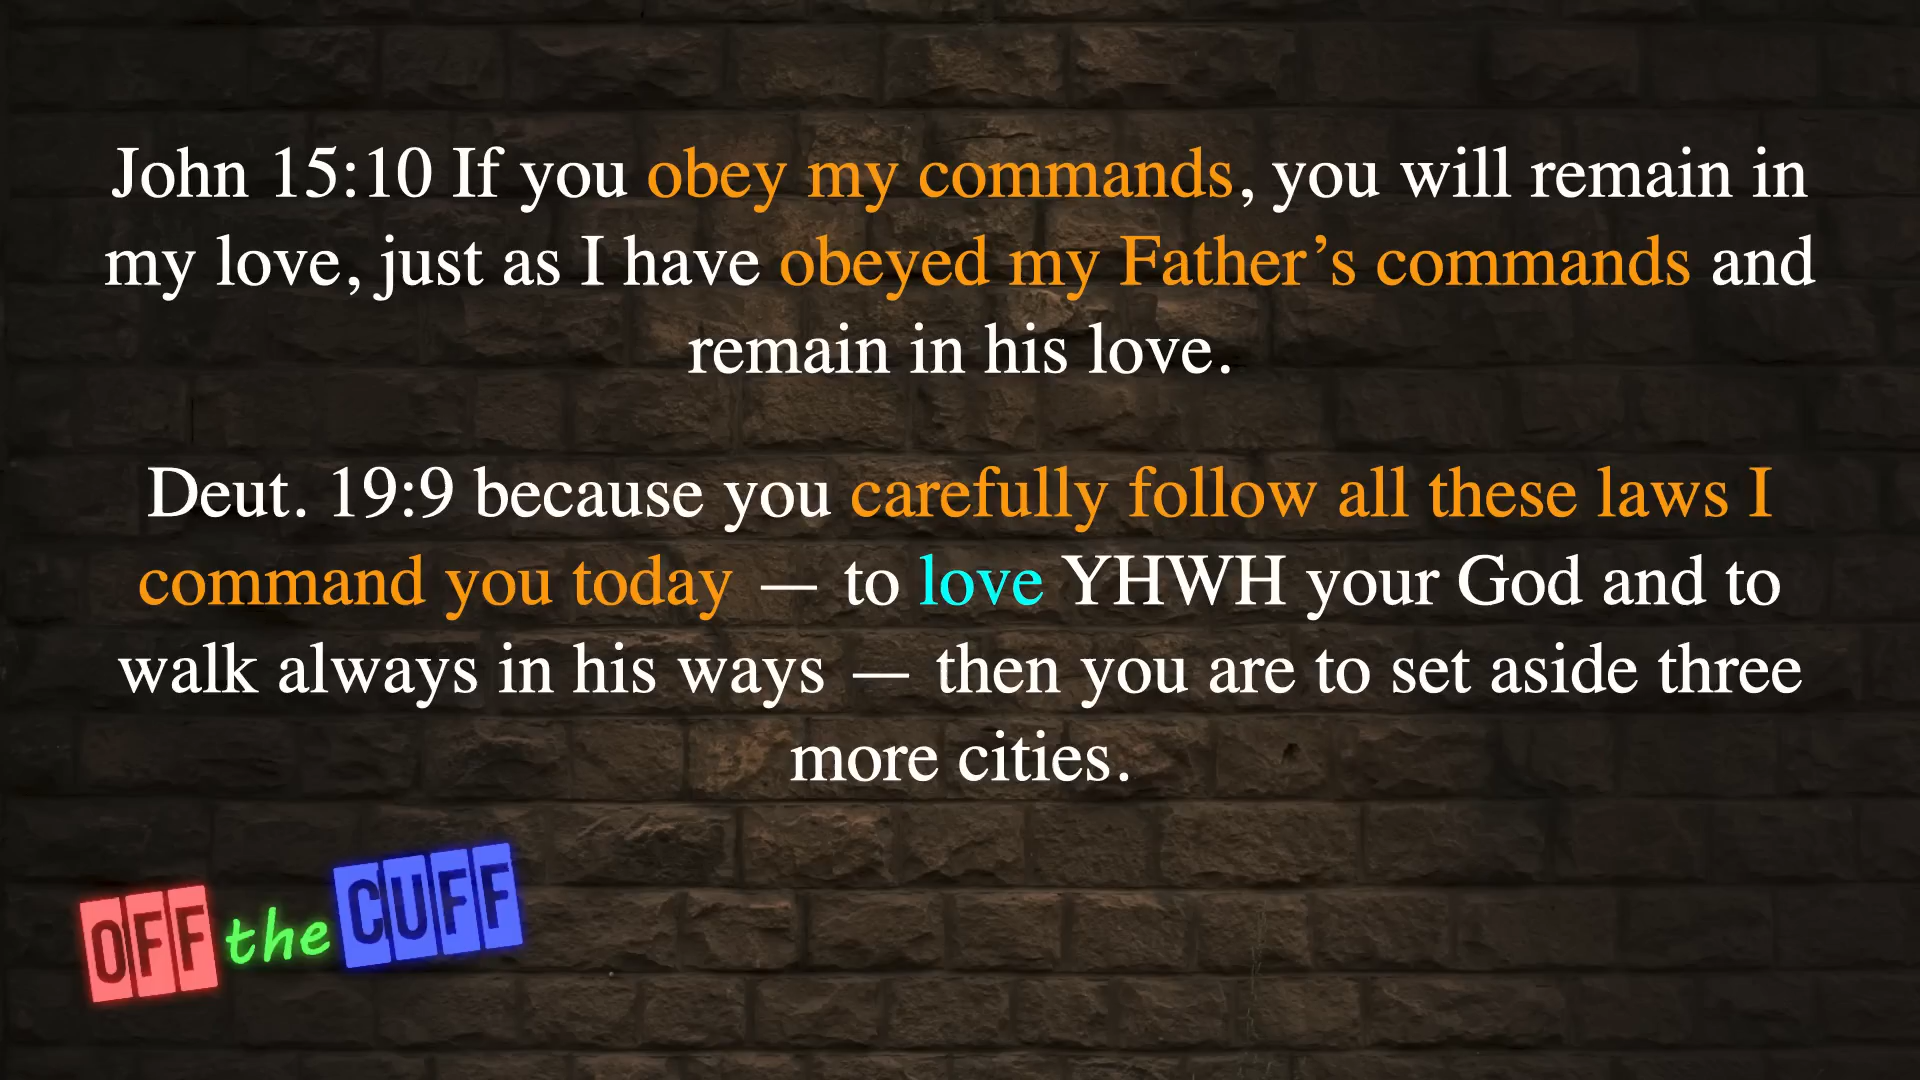 John 15:10 If you obey my commands, you will remain in
my love, just as I have obeyed my Father’s commands and
remain in his love.
Deut. 19:9 because you carefully follow all these laws I
command you today — to love YHWH your God and to
walk always in his ways — then you are to set aside three
more cities.
OFF the CUFF